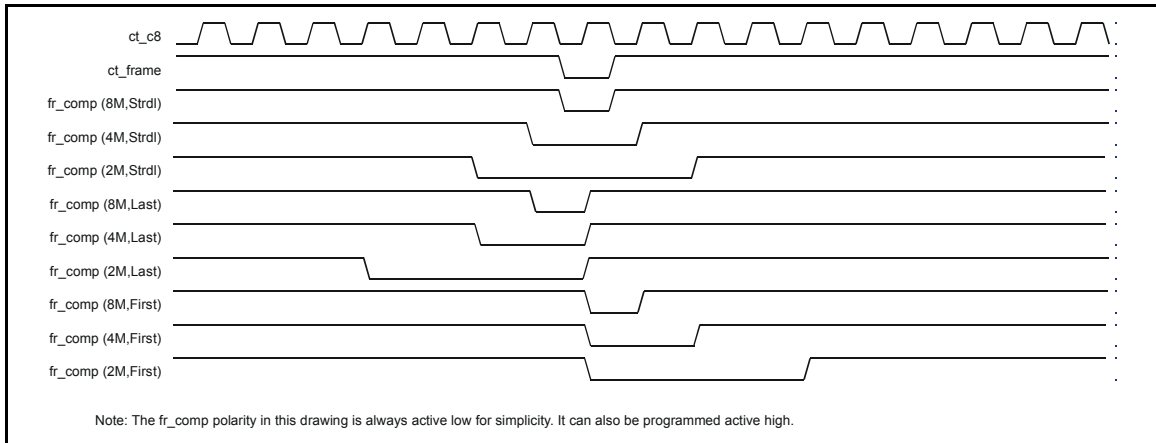 ct_c8
ct_frame
fr_comp (8M,Strdl)
fr_comp (4M,Strdl)
fr_comp (2M,Strdl)
fr_comp (8M,Last)
fr_comp (4M,Last)
fr_comp (2M,Last)
fr_comp (8M,First)
fr_comp (4M,First)
fr_comp (2M,First)
Note: The fr_comp polarity in this drawing is always active low for simplicity. It can also be programmed active high.